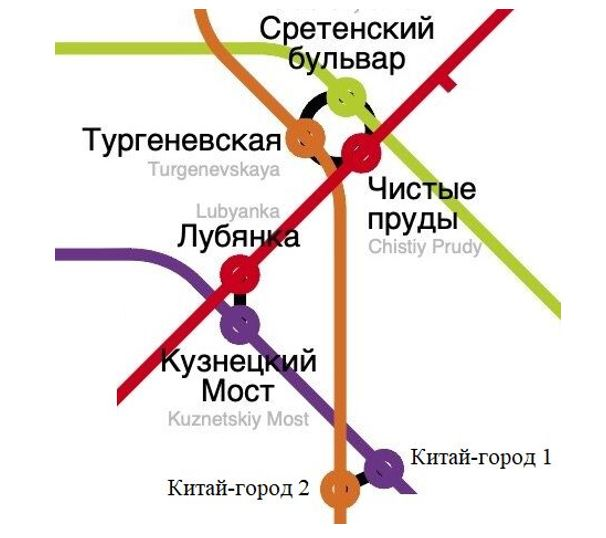 Сретенский
бульвар
Тургеневская
Turgenevskaya
Чистые
пруды
Chistiy Prudy
Lubyanka
Лубянка
Кузнецкий
Мост
Kuznetskiy Most
Китай-город 1
Китай-город 2